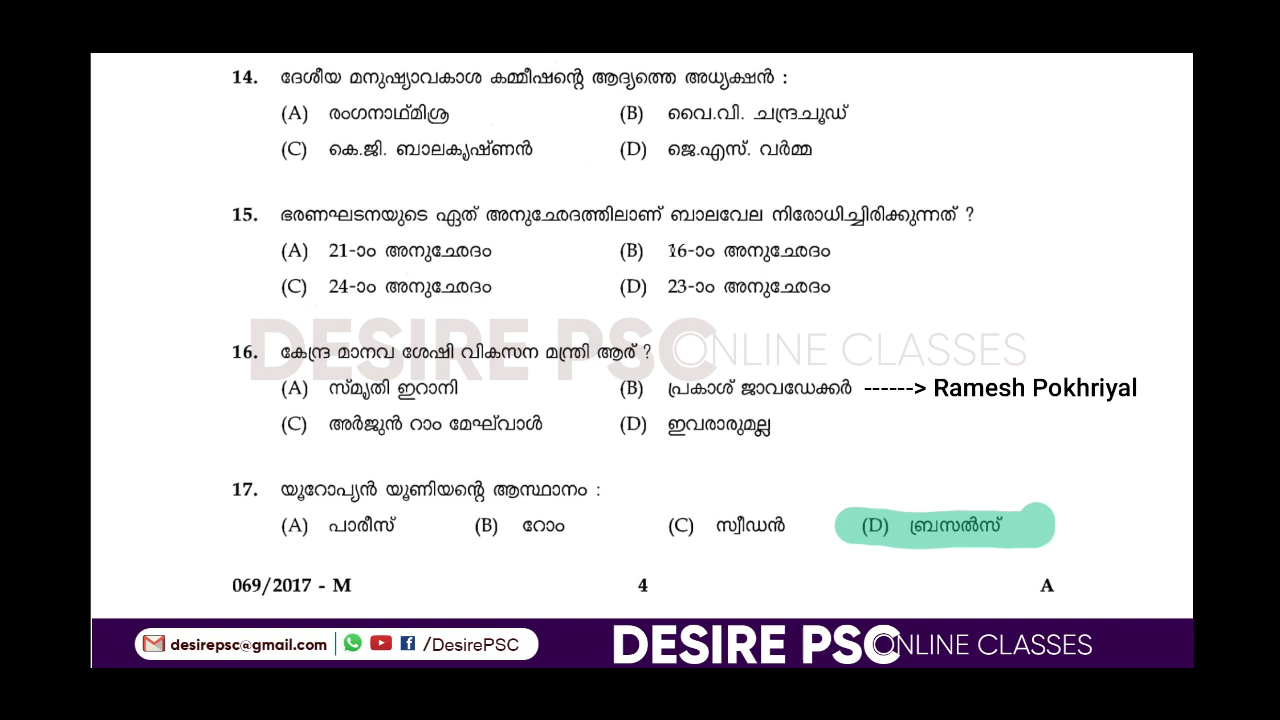 14. ദേശീയ മനുഷ്യാവകാശ കമ്മീഷന്റെ ആദ്യത്തെ അധ്യക്ഷൻ :
(A) രംഗനാഥ്മിശ്ര (B) വൈ.വി. ചന്ദ്രചൂഡ്
(C) കെ.ജി. ബാലകൃഷ്ണൻ (D) ജെ.എസ്. വർമ്മ
15. ഭരണഘടനയുടെ ഏത് അനുഛേദത്തിലാണ് ബാലവേല നിരോധിച്ചിരിക്കുന്നത് ?
(A) 21-ാം അനുഛേദം (B) 16-ാം അനുഛേദം
(C) 24-ാം അനുഛേദം (D) 23-ാം അനുഛേദം
DESIRE PSC ONLINE CLASSES
16. കേന്ദ്ര മാനവ ശേഷി വികസന മന്ത്രി ആര് ?
(A) സ്മൃതി ഇറാനി (B) പ്രകാശ് ജാവഡേക്കർ ------> Ramesh Pokhriyal
(C) അർജുൻ റാം മേഘ്വാൾ (D) ഇവരാരുമല്ല
17. യൂറോപ്യൻ യൂണിയന്റെ ആസ്ഥാനം :
(A) പാരീസ് (B) റോം (C) സ്വീഡൻ (D) ബ്രസൽസ്
069/2017 - M 4 A
desirepsc@gmail.com /DesirePSC DESIRE PSC ONLINE CLASSES